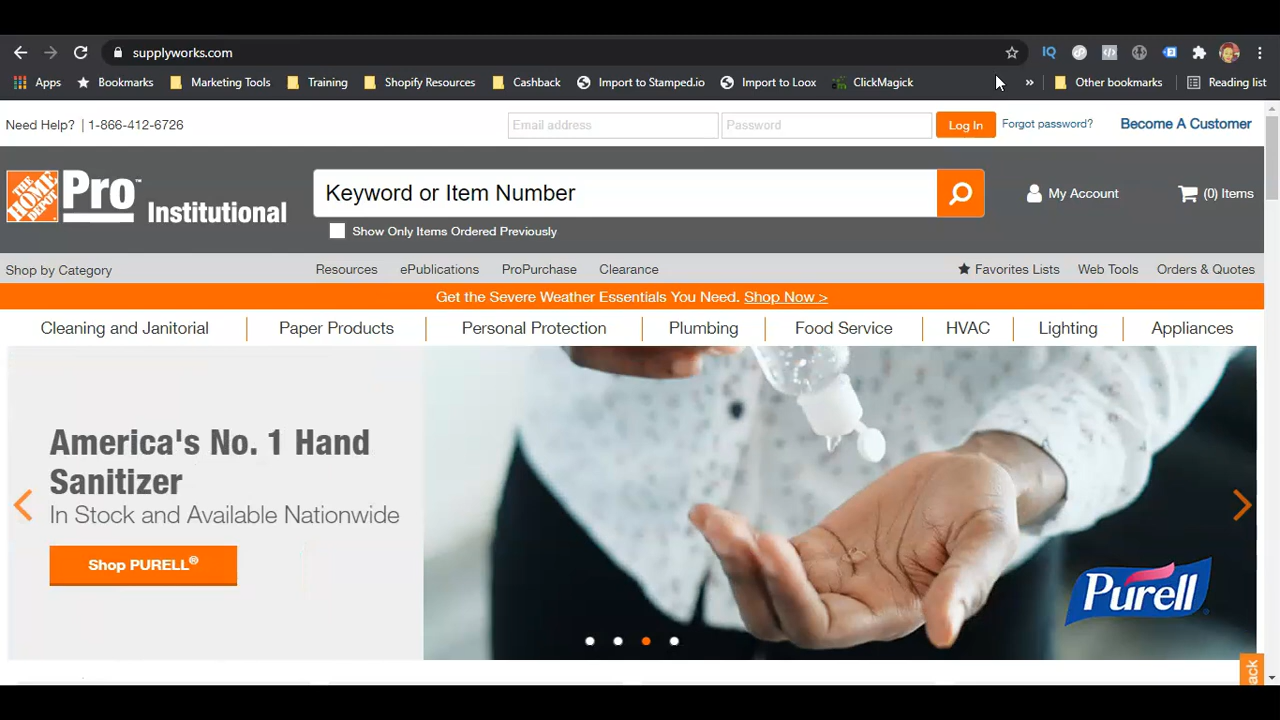 supplyworks.com
IQ
Apps Bookmarks Marketing Tools Training Shopify Resources Cashback Import to Stamped.io Import to Loox ClickMagick » Other bookmarks Reading list
Need Help? | 1-866-412-6726 Email address Password Log In Forgot password? Become A Customer
THE HOME DEPOT Pro™ Institutional
Keyword or Item Number
My Account (0) Items
Show Only Items Ordered Previously
Shop by Category Resources ePublications ProPurchase Clearance Favorites Lists Web Tools Orders & Quotes
Get the Severe Weather Essentials You Need. Shop Now >
Cleaning and Janitorial Paper Products Personal Protection Plumbing Food Service HVAC Lighting Appliances
America's No. 1 Hand
Sanitizer
In Stock and Available Nationwide
Shop PURELL®
Purell